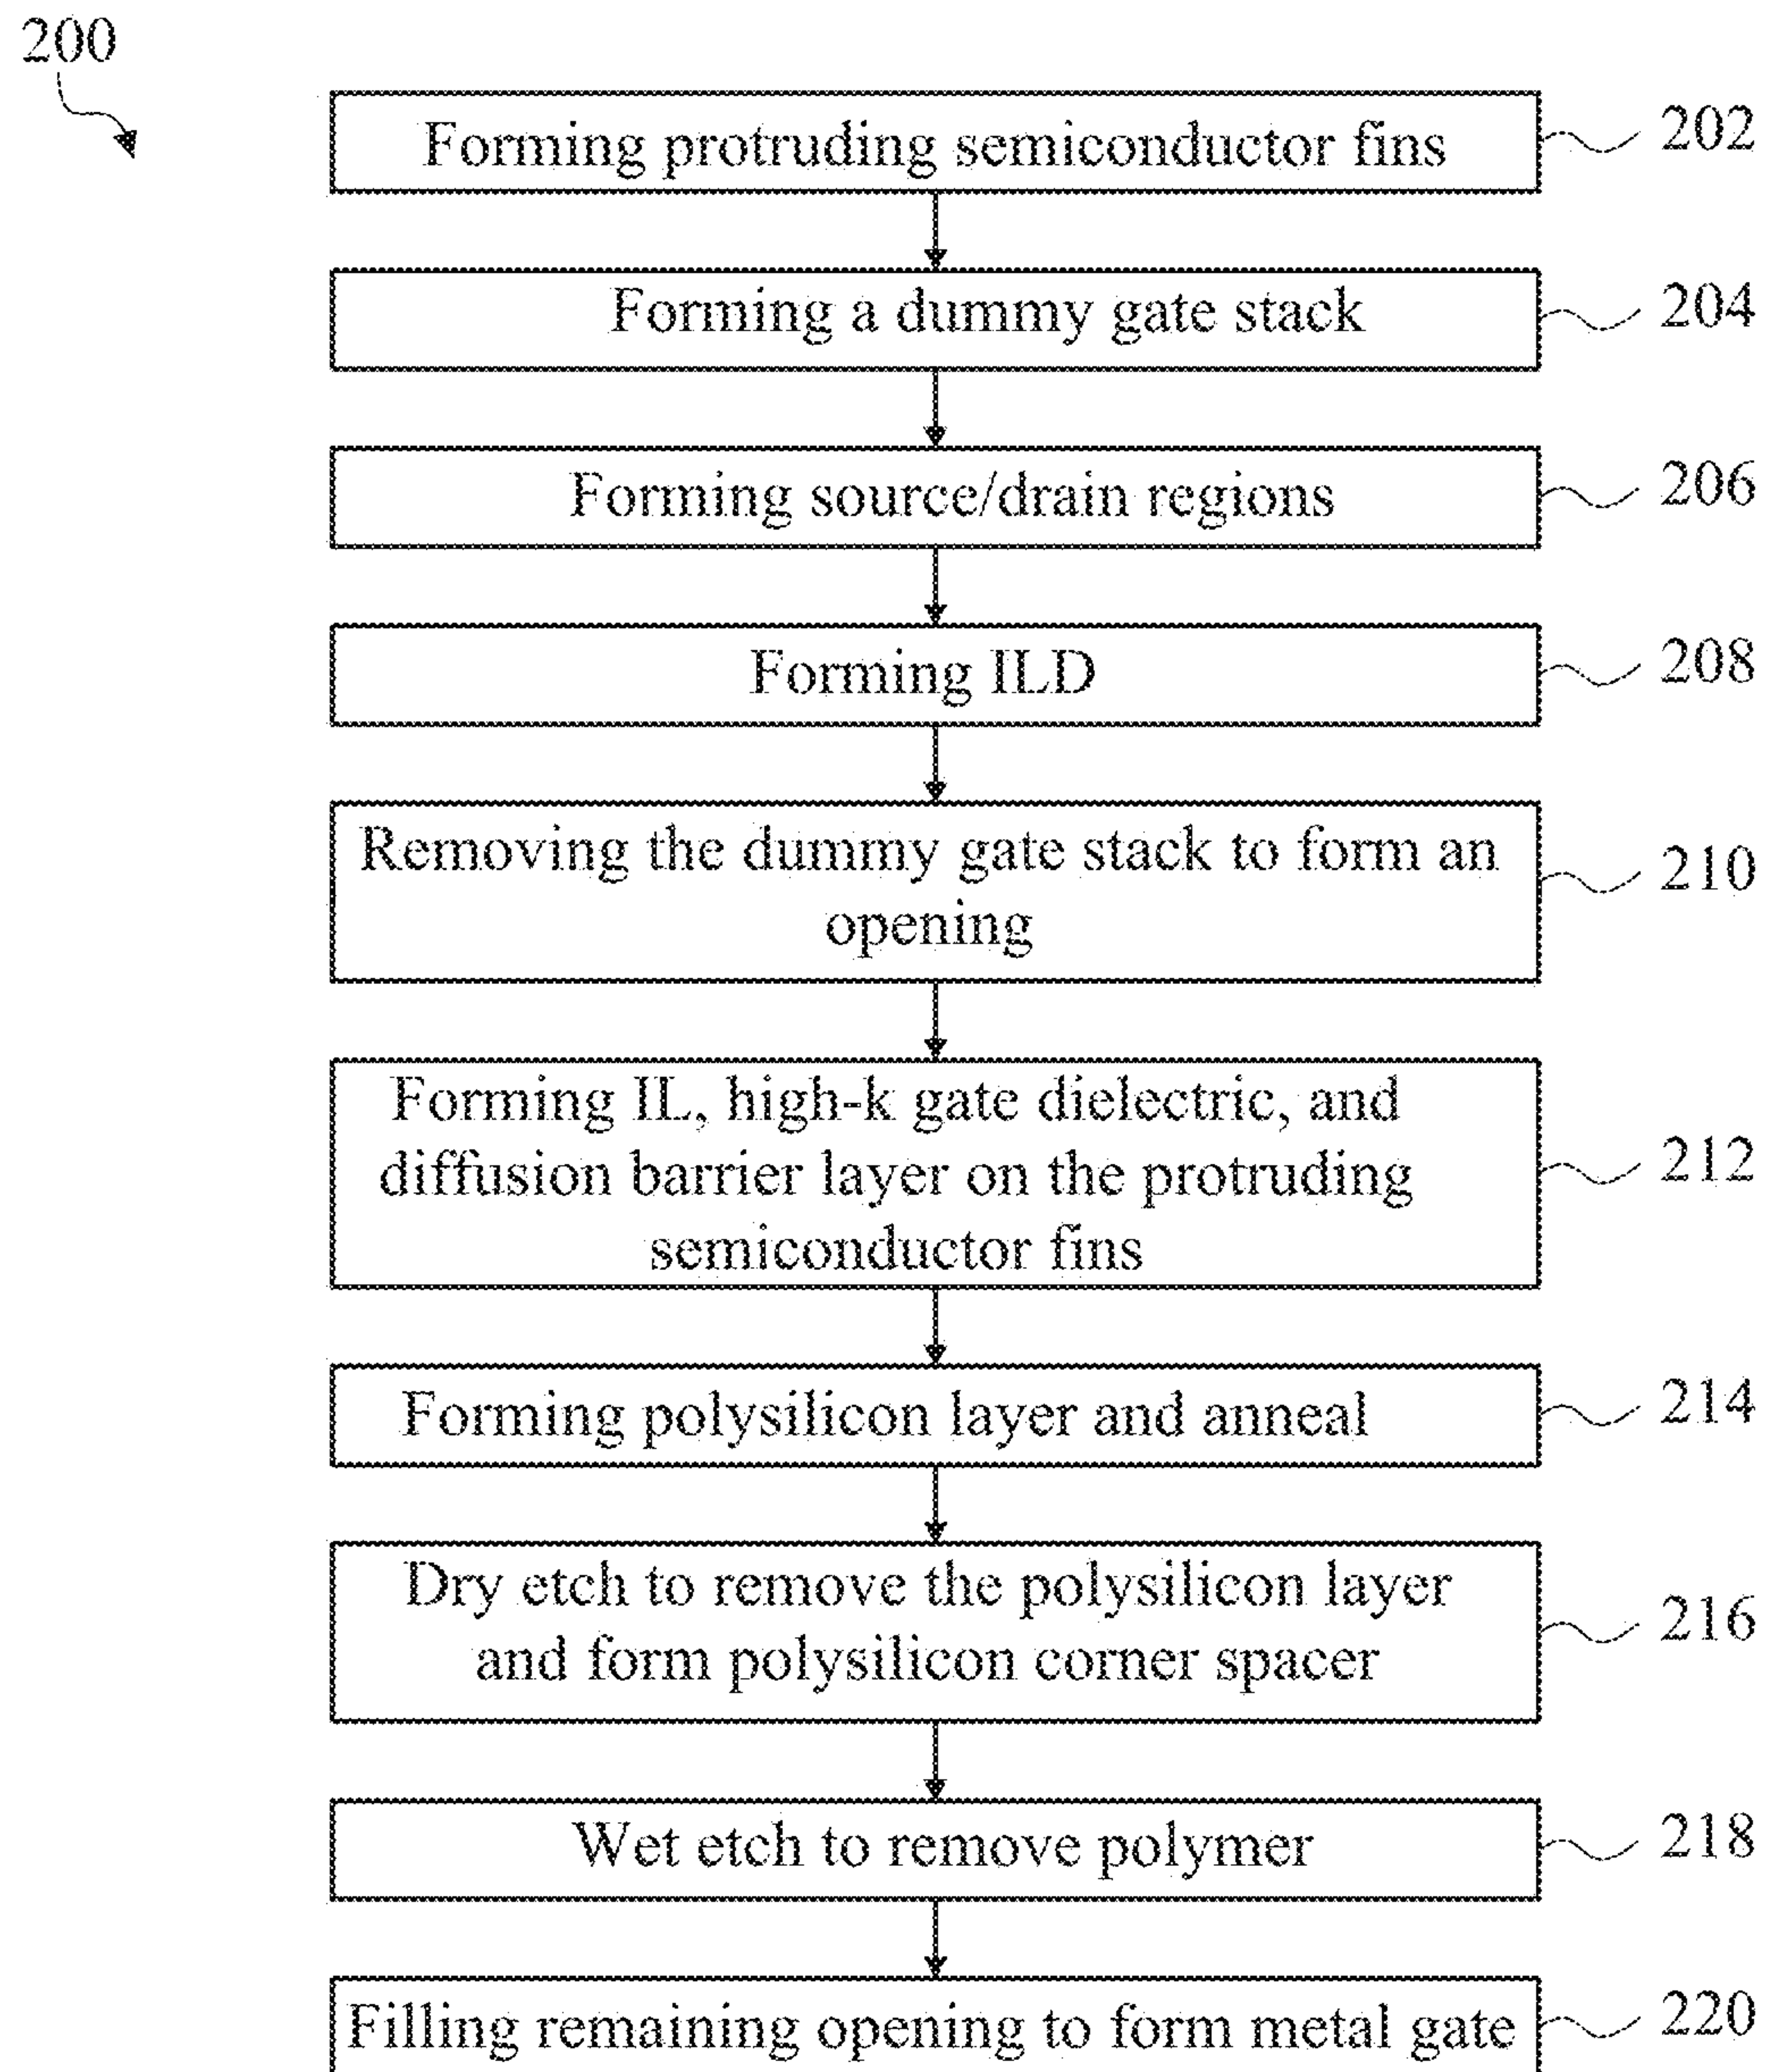 200
Forming protruding semiconductor fins
202
Forming a dummy gate stack
204
Forming source/drain regions
206
Forming ILD
208
Removing the dummy gate stack to form an
opening
210
Forming IL, high-k gate dielectric, and
diffusion barrier layer on the protruding
semiconductor fins
212
Forming polysilicon layer and anneal
214
Dry etch to remove the polysilicon layer
and form polysilicon corner spacer
216
Wet etch to remove polymer
218
Filling remaining opening to form metal gate
220